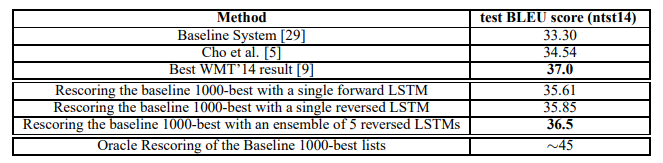 Method test BLEU score (ntst14)
Baseline System [29] 33.30
Cho et al. [5] 34.54
Best WMT'14 result [9] 37.0
Rescoring the baseline 1000-best with a single forward LSTM 35.61
Rescoring the baseline 1000-best with a single reversed LSTM 35.85
Rescoring the baseline 1000-best with an ensemble of 5 reversed LSTMs 36.5
Oracle Rescoring of the Baseline 1000-best lists ∼45